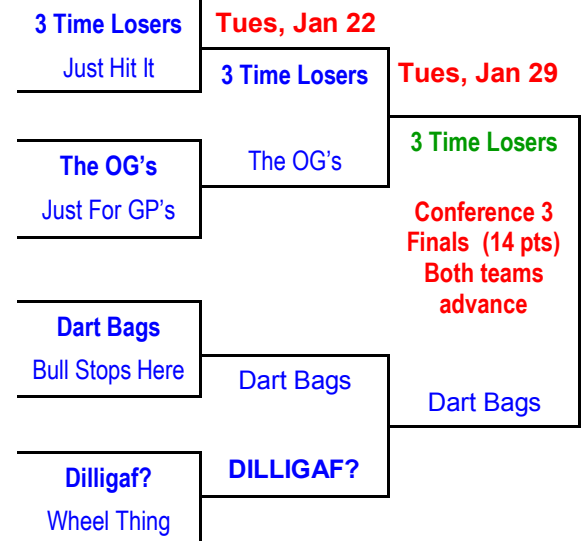 3 Time Losers
Just Hit It
The OG's
Just For GP's
Dart Bags
Bull Stops Here
Dilligaf?
Wheel Thing
Tues, Jan 22
3 Time Losers
The OG's
Dart Bags
DILLIGAF?
Tues, Jan 29
3 Time Losers
Conference 3
Finals (14 pts)
Both teams
advance
Dart Bags